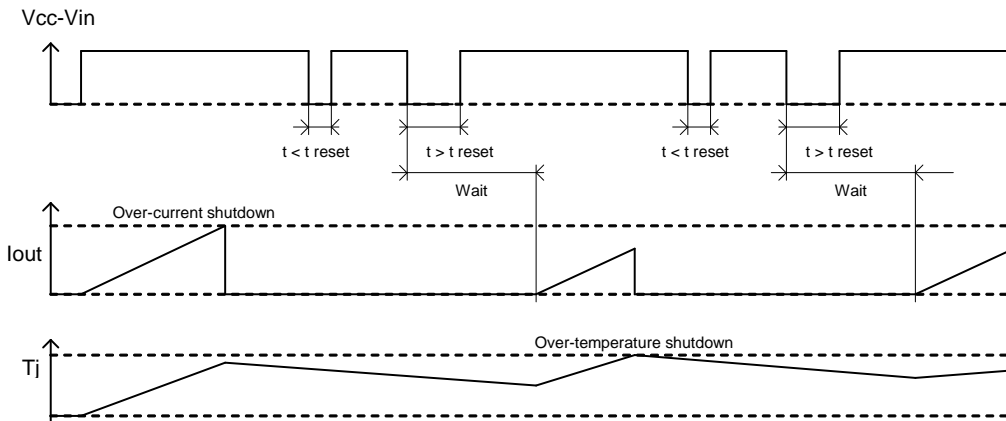 Vcc-Vin
t < t reset
t > t reset
t < t reset
t > t reset
Wait
Wait
Over-current shutdown
Iout
Over-temperature shutdown
Tj